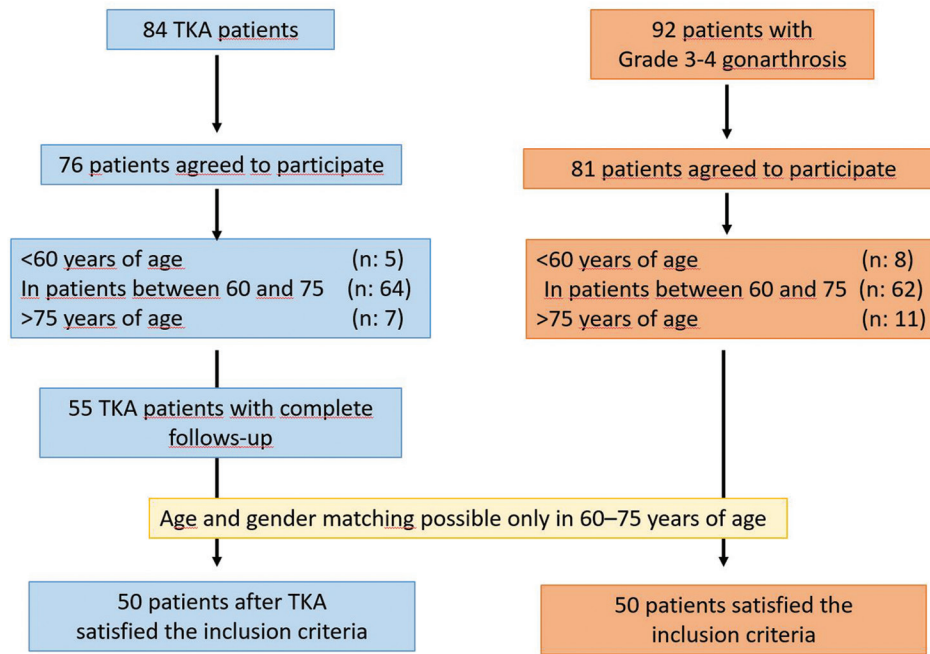 84 TKA patients
92 patients with
Grade 3-4 gonarthrosis
76 patients agreed to participate
81 patients agreed to participate
<60 years of age (n: 5)
In patients between 60 and 75 (n: 64)
>75 years of age (n: 7)
<60 years of age (n: 8)
In patients between 60 and 75 (n: 62)
>75 years of age (n: 11)
55 TKA patients with complete
follows-up
Age and gender matching possible only in 60–75 years of age
50 patients after TKA
satisfied the inclusion criteria
50 patients satisfied the
inclusion criteria